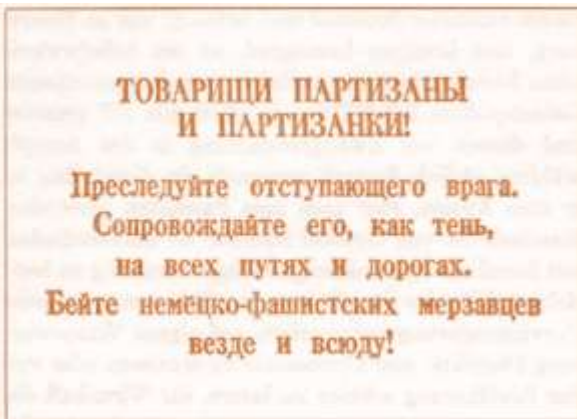 ТОВАРИЩИ ПАРТИЗАНЫ
И ПАРТИЗАНКИ!
Преследуйте отступающего врага.
Сопровождайте его, как тень,
на всех путях и дорогах.
Бейте немецко-фашистских мерзавцев
везде и всюду!